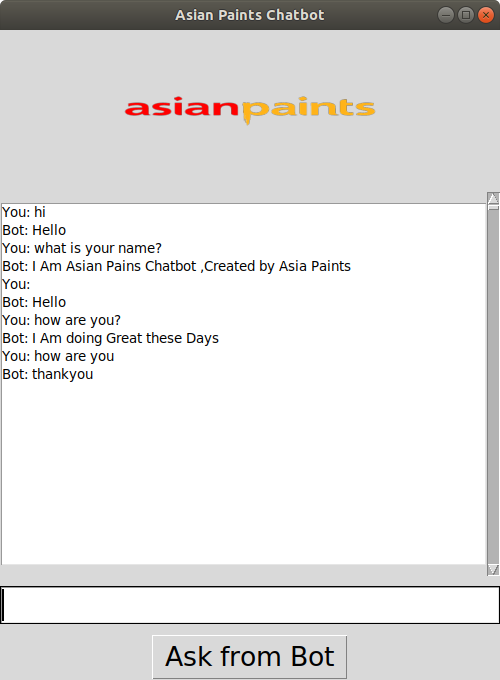 Asian Paints Chatbot
asianpaints
You: hi
Bot: Hello
You: what is your name?
Bot: I Am Asian Pains Chatbot ,Created by Asia Paints
You:
Bot: Hello
You: how are you?
Bot: I Am doing Great these Days
You: how are you
Bot: thankyou
Ask from Bot